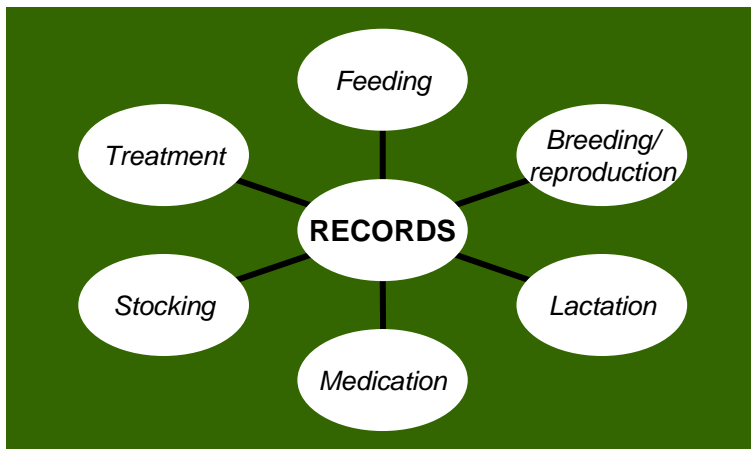 Feeding
Treatment
Breeding/
reproduction
RECORDS
Stocking
Lactation
Medication